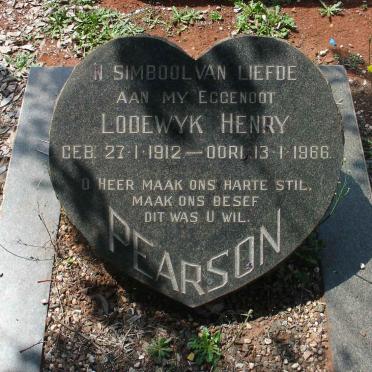 'N SIMBOOL VAN LIEFDE
AAN MY EGGENOOT
LODEWYK HENRY
GEB. 27·1·1912 — OORL. 13·1·1966.
O HEER MAAK ONS HARTE STIL,
MAAK ONS BESEF
DIT WAS U WIL.
PEARSON